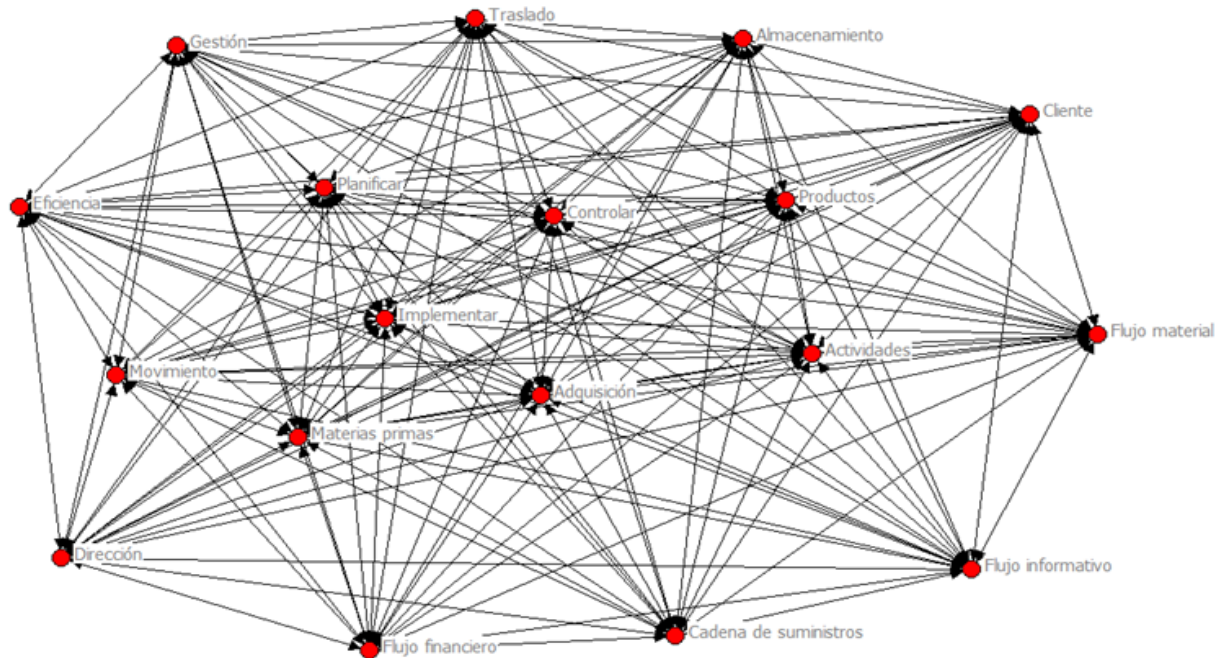 Traslado
Gestión
Almacenamiento
Cliente
Planificar
Productos
Eficiencia
Controlar
Implementar
Flujo material
Actividades
Movimiento
Adquisición
Materias primas
Dirección
Flujo informativo
Cadena de suministros
Flujo financiero